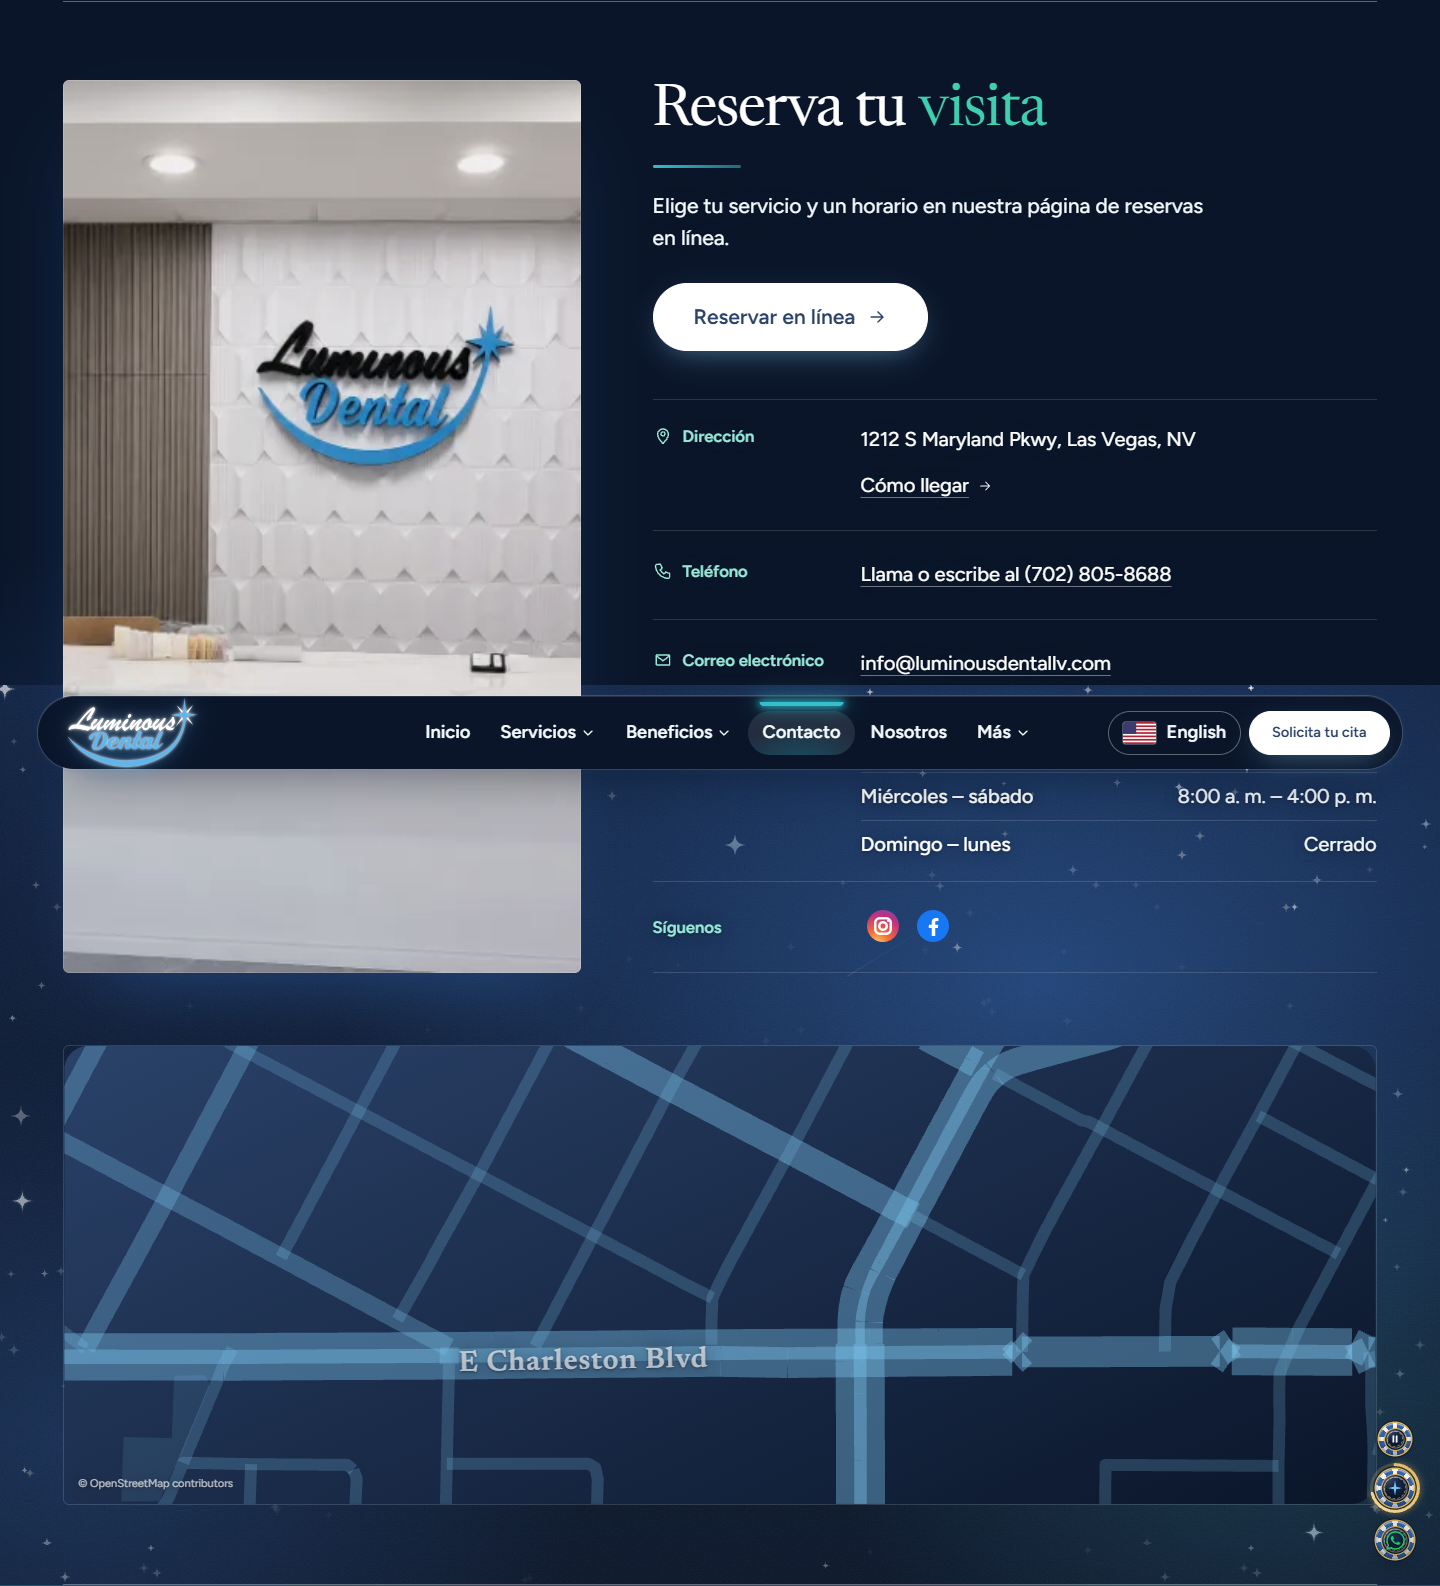 Reserva tu visita
Elige tu servicio y un horario en nuestra página de reservas
en línea.
Reservar en línea
Luminous
Dental
Dirección
1212 S Maryland Pkwy, Las Vegas, NV
Cómo llegar
Teléfono
Llama o escribe al (702) 805-8688
Correo electrónico
info@luminousdentallv.com
Luminous
Dental
Inicio
Servicios
Beneficios
Contacto
Nosotros
Más
English
Solicita tu cita
Miércoles – sábado
8:00 a. m. – 4:00 p. m.
Domingo – lunes
Cerrado
Síguenos
E Charleston Blvd
© OpenStreetMap contributors